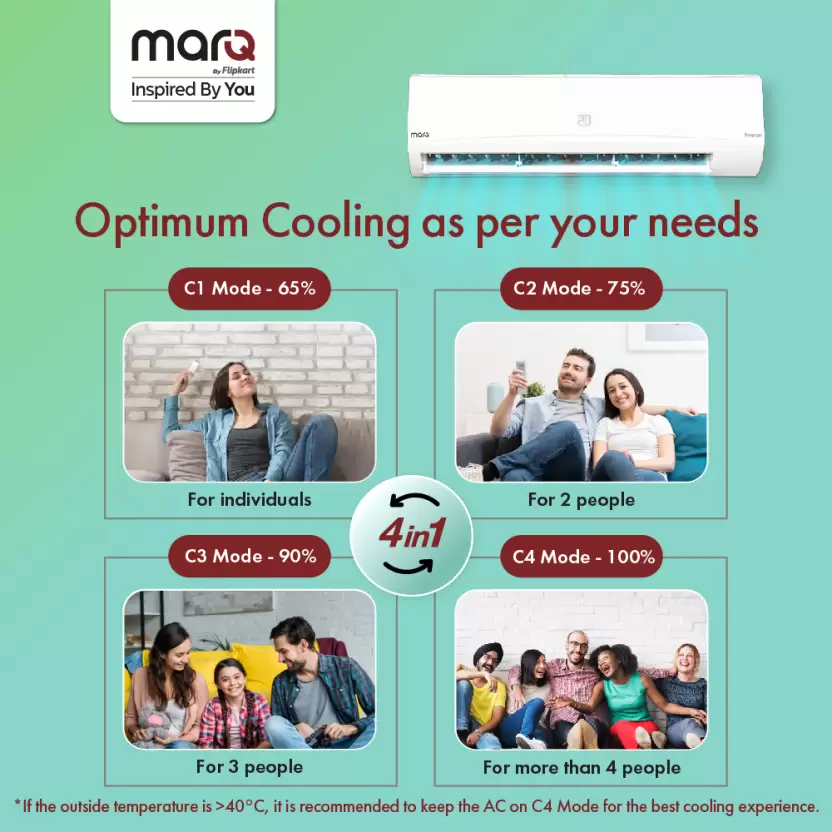 marQ
By Flipkart
Inspired By You
20
marQ
Inverter
Optimum Cooling as per your needs
C1 Mode - 65%
C2 Mode - 75%
For individuals
For 2 people
4in1
C3 Mode - 90%
C4 Mode - 100%
For 3 people
For more than 4 people
*If the outside temperature is >40°C, it is recommended to keep the AC on C4 Mode for the best cooling experience.